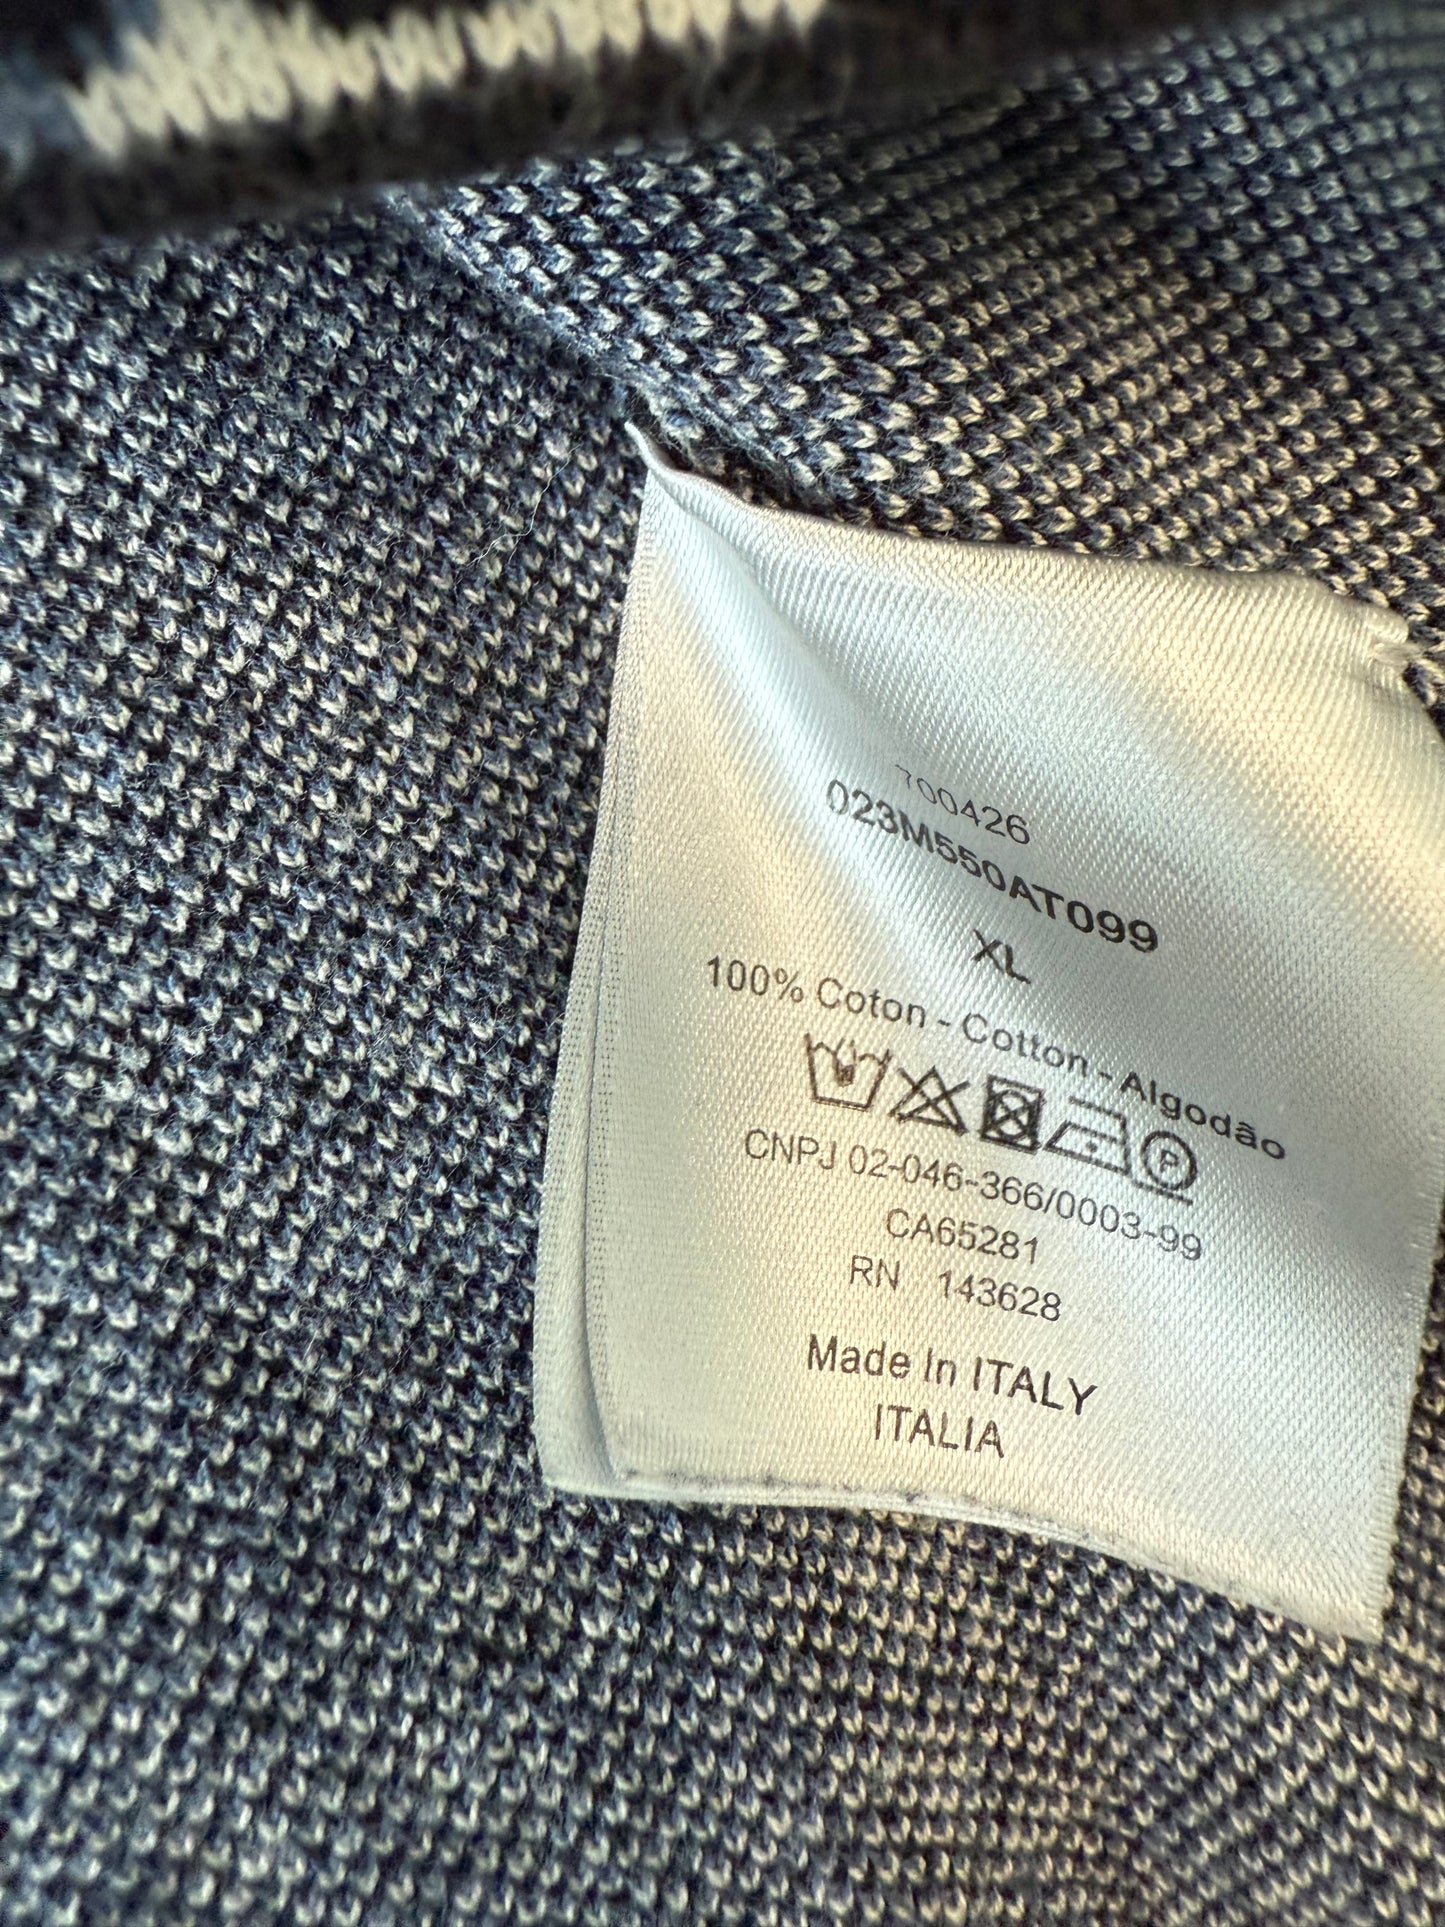 700426
023M550AT099
XL
100% Coton - Cotton - Algodão
P
CNPJ 02-046-366/0003-99
CA65281
RN 143628
Made In ITALY
ITALIA